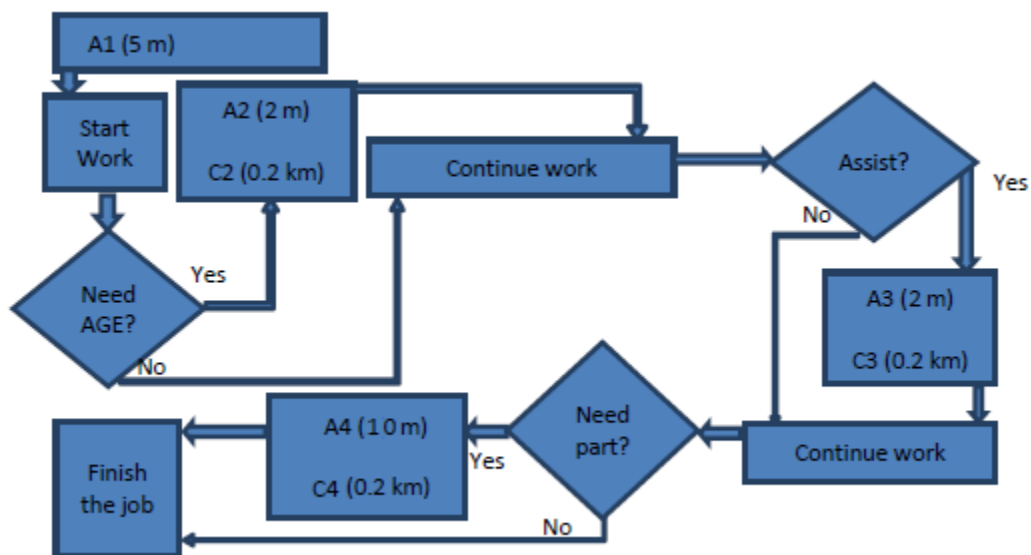 A1 (5 m)
Start
Work
Need
AGE?
Yes
No
A2 (2 m)
C2 (0.2 km)
Continue work
Assist?
Yes
No
A3 (2 m)
C3 (0.2 km)
Continue work
Need
part?
Yes
No
A4 (10 m)
C4 (0.2 km)
Finish
the job